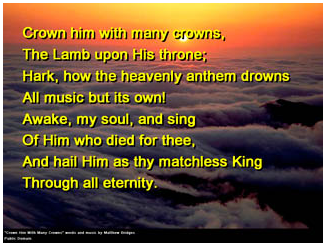 Crown him with many crowns,
The Lamb upon His throne;
Hark, how the heavenly anthem drowns
All music but its own!
Awake, my soul, and sing
Of Him who died for thee,
And hail Him as thy matchless King
Through all eternity.
"Crown Him With Many Crowns" words and music by Matthew Bridges
Public Domain